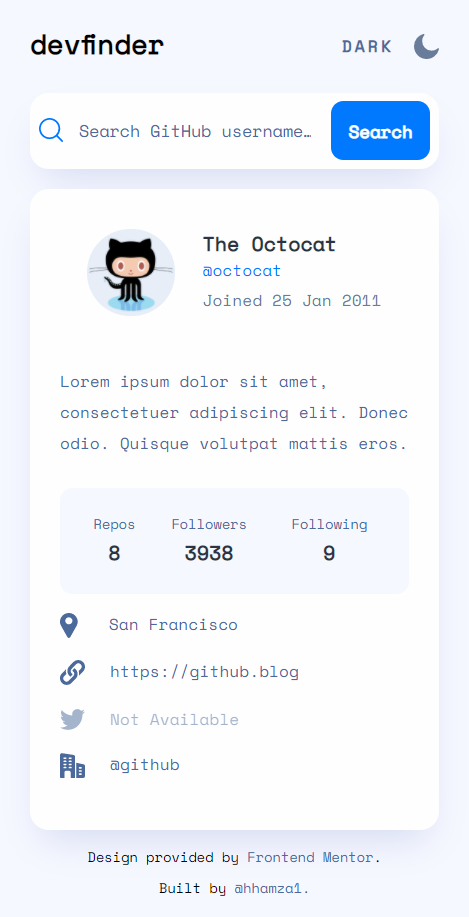 devfinder DARK
Search GitHub username… Search
The Octocat
@octocat
Joined 25 Jan 2011
Lorem ipsum dolor sit amet,
consectetuer adipiscing elit. Donec
odio. Quisque volutpat mattis eros.
Repos Followers Following
8 3938 9
San Francisco
https://github.blog
Not Available
@github
Design provided by Frontend Mentor.
Built by @hhamza1.